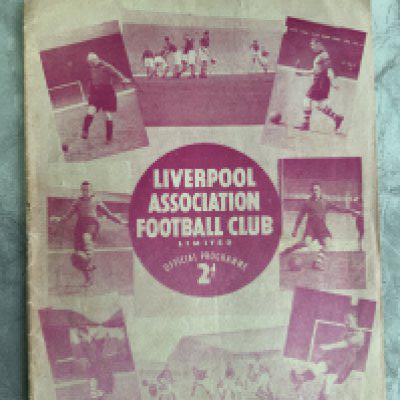 LIVERPOOL
ASSOCIATION
FOOTBALL CLUB
LIMITED
OFFICIAL PROGRAMME
2d